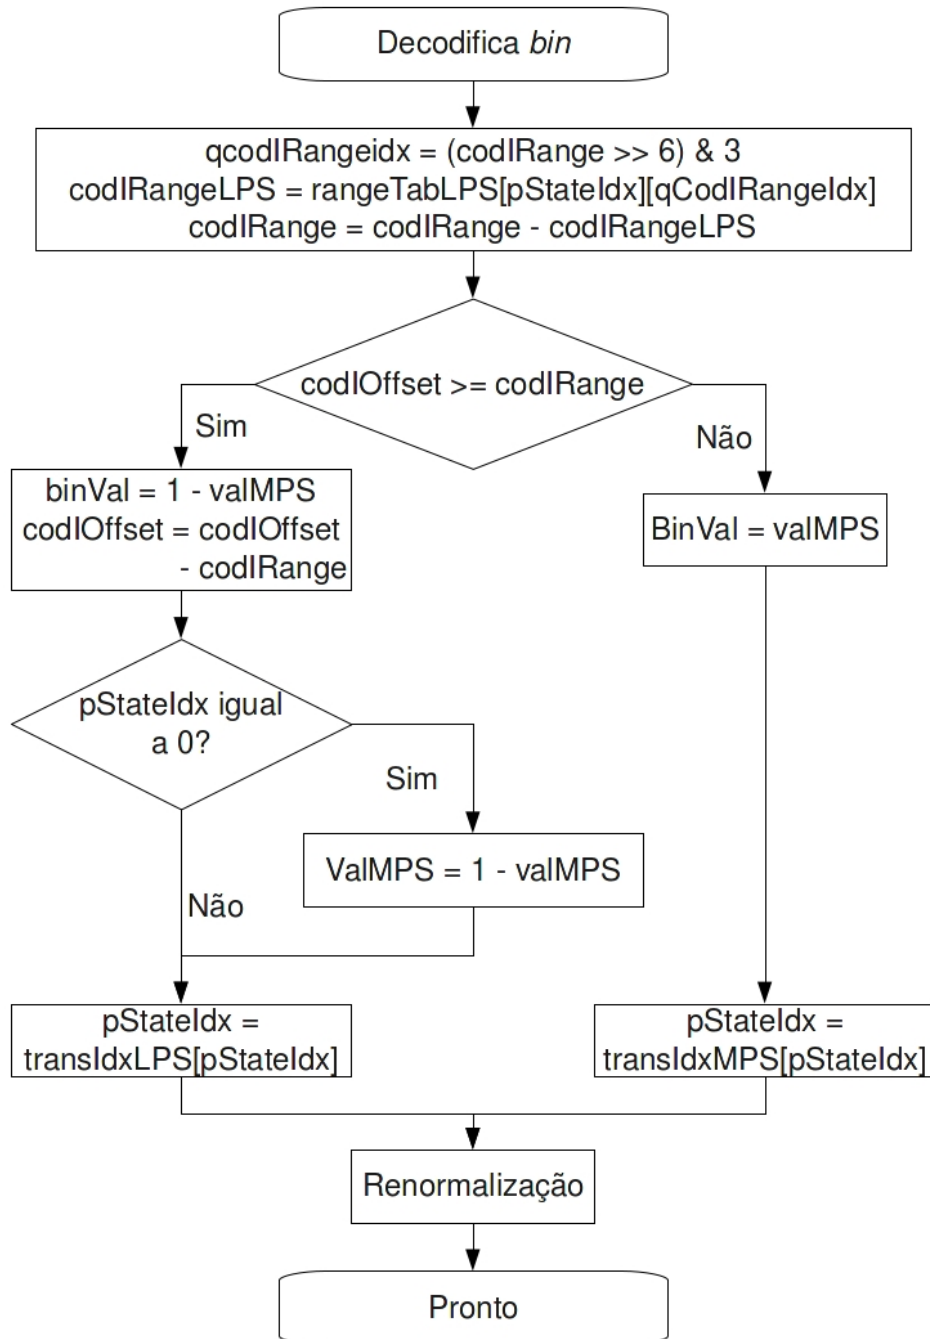 Decodifica bin
qcodIRangeidx = (codIRange >> 6) & 3
codIRangeLPS = rangeTabLPS[pStateIdx][qCodIRangeIdx]
codIRange = codIRange - codIRangeLPS
codIOffset >= codIRange
Sim
Não
binVal = 1 - valMPS
codIOffset = codIOffset
- codIRange
BinVal = valMPS
pStateIdx igual
a 0?
Sim
ValMPS = 1 - valMPS
Não
pStateIdx =
transIdxLPS[pStateIdx]
pStateIdx =
transIdxMPS[pStateIdx]
Renormalização
Pronto